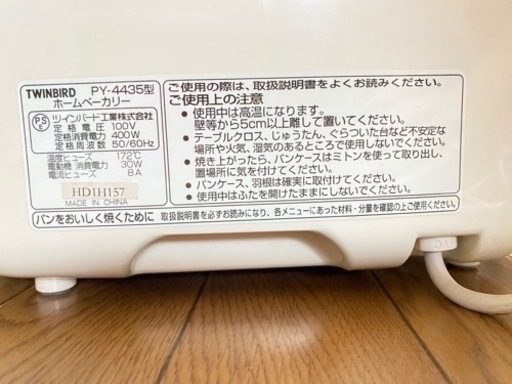 TWINBIRD PY-4435型
ホームベーカリー
PS E
ツインバード工業株式会社
定格電圧 100V
定格消費電力 400W
定格周波数 50/60Hz
温度ヒューズ 172℃
電動機 消費電力 30W
電流ヒューズ 8A
HD1H157
MADE IN CHINA
ご使用の際は、取扱説明書をよくお読みください。
ご使用上の注意
• 使用中は高温になります。
壁等から5cm以上離して置いてください。
• テーブルクロス、じゅうたん、ぐらついた台など不安定な
場所や火気、湿気のあるところで使用しないでください。
• 焼き上がったら、パンケースはミトンを使って取り出し、
置き場所に気を付けてください。
• パンケース、羽根は確実に取付けてください。
• 使用中はふたを開けたままにしないでください。
パンをおいしく焼くために 取扱説明書を必ずお読みになり、各メニューにあった材料・分量を確認の上ご使用ください。